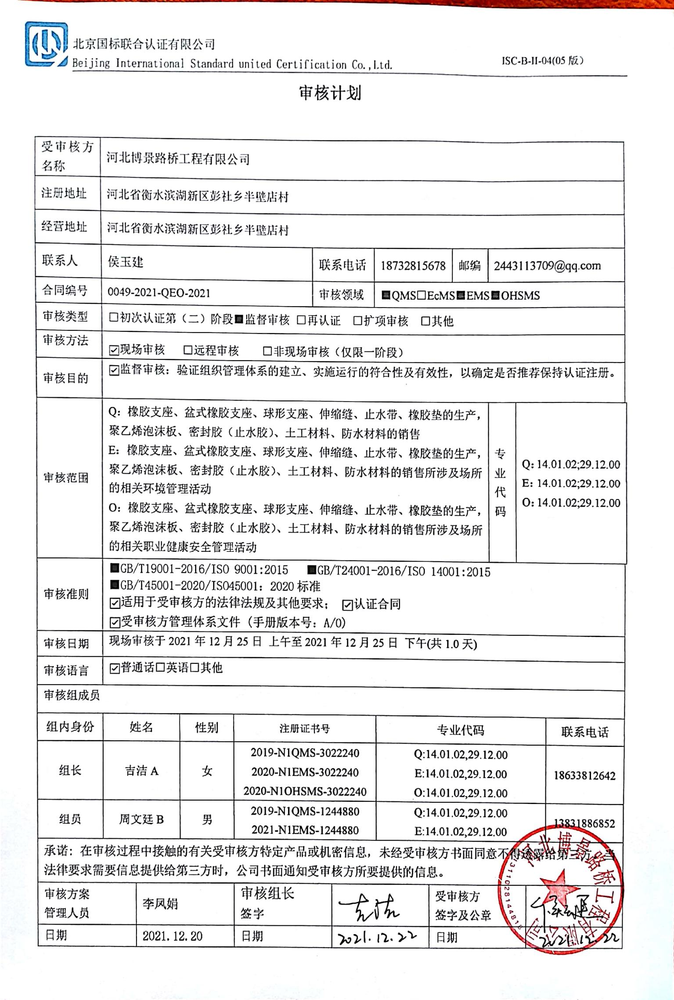 北京国标联合认证有限公司
Beijing International Standard united Certification Co.,Ltd.
ISC-B-II-04(05 版)
审核计划
受审核方名称 河北博景路桥工程有限公司
注册地址 河北省衡水滨湖新区彭社乡半壁店村
经营地址 河北省衡水滨湖新区彭社乡半壁店村
联系人 侯玉建 联系电话 18732815678 邮编 2443113709@qq.com
合同编号 0049-2021-QEO-2021 审核领域 ■QMS□EcMS■EMS■OHSMS
审核类型 □初次认证第（二）阶段■监督审核 □再认证 □扩项审核 □其他
审核方法 ☑现场审核 □远程审核 □非现场审核（仅限一阶段）
审核目的 ☑监督审核：验证组织管理体系的建立、实施运行的符合性及有效性，以确定是否推荐保持认证注册。
审核范围
Q：橡胶支座、盆式橡胶支座、球形支座、伸缩缝、止水带、橡胶垫的生产，
聚乙烯泡沫板、密封胶（止水胶）、土工材料、防水材料的销售
E：橡胶支座、盆式橡胶支座、球形支座、伸缩缝、止水带、橡胶垫的生产，
聚乙烯泡沫板、密封胶（止水胶）、土工材料、防水材料的销售所涉及场所
的相关环境管理活动
O：橡胶支座、盆式橡胶支座、球形支座、伸缩缝、止水带、橡胶垫的生产，
聚乙烯泡沫板、密封胶（止水胶）、土工材料、防水材料的销售所涉及场所
的相关职业健康安全管理活动
专业代码
Q: 14.01.02;29.12.00
E: 14.01.02;29.12.00
O: 14.01.02;29.12.00
审核准则
■GB/T19001-2016/ISO 9001:2015 ■GB/T24001-2016/ISO 14001:2015
■GB/T45001-2020/ISO45001：2020 标准
☑适用于受审核方的法律法规及其他要求； ☑认证合同
☑受审核方管理体系文件（手册版本号：A/0)
审核日期 现场审核于 2021 年 12 月 25 日 上午至 2021 年 12 月 25 日 下午(共 1.0 天)
审核语言 ☑普通话□英语□其他
审核组成员
组内身份 姓名 性别 注册证书号 专业代码 联系电话
组长 吉洁 A 女
2019-N1QMS-3022240
2020-N1EMS-3022240
2020-N1OHSMS-3022240
Q:14.01.02,29.12.00
E:14.01.02,29.12.00
O:14.01.02,29.12.00
18633812642
组员 周文廷 B 男
2019-N1QMS-1244880
2021-N1EMS-1244880
Q:14.01.02,29.12.00
E:14.01.02,29.12.00
13831886852
承诺：在审核过程中接触的有关受审核方特定产品或机密信息，未经受审核方书面同意不得透露给第三方。当
法律要求需要信息提供给第三方时，公司书面通知受审核方所要提供的信息。
审核方案管理人员 李凤娟 审核组长签字 吉洁 受审核方签字及公章
日期 2021.12.20 日期 2021.12.22 日期 2021.12.22
河北博景路桥工程有限公司
1311028144818